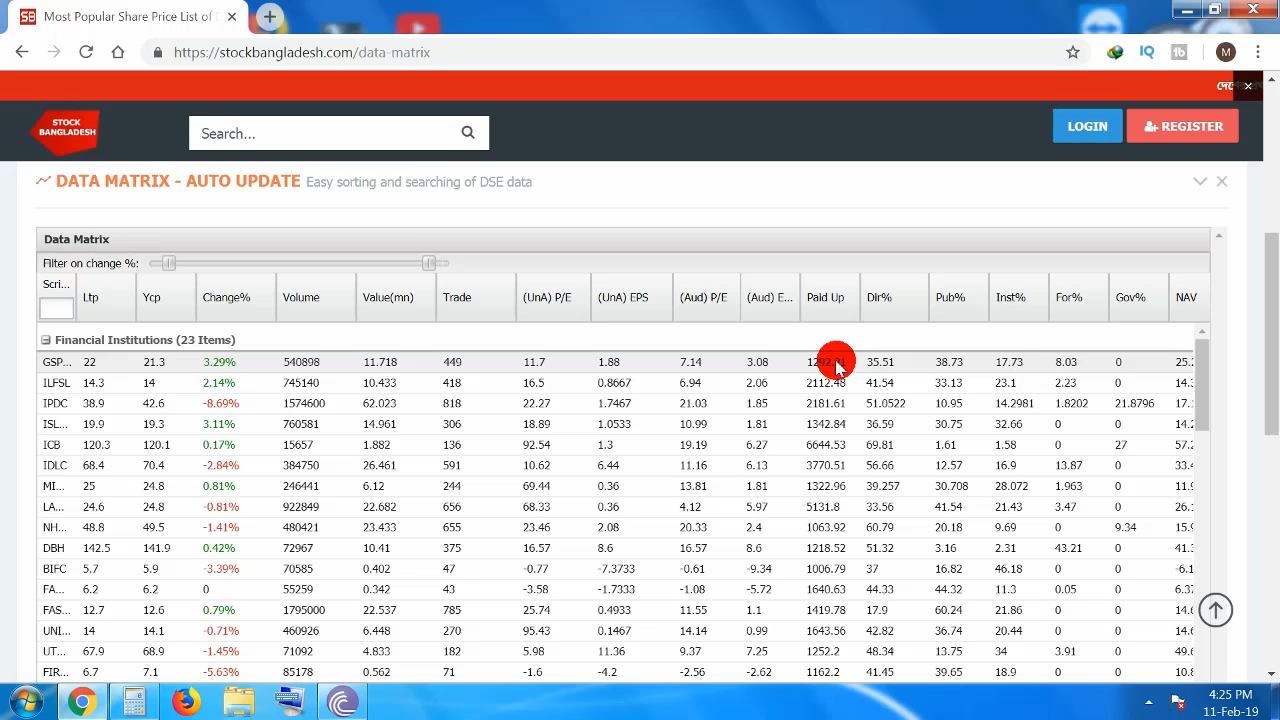 Most Popular Share Price List of
https://stockbangladesh.com/data-matrix
IQ
M
STOCK BANGLADESH
Search...
LOGIN
REGISTER
DATA MATRIX - AUTO UPDATE Easy sorting and searching of DSE data
Data Matrix
Filter on change %:
Scri... Ltp Ycp Change% Volume Value(mn) Trade (UnA) P/E (UnA) EPS (Aud) P/E (Aud) E... Paid Up Dir% Pub% Inst% For% Gov% NAV
Financial Institutions (23 Items)
GSP... 22 21.3 3.29% 540898 11.718 449 11.7 1.88 7.14 3.08 35.51 38.73 17.73 8.03 0
ILFSL 14.3 14 2.14% 745140 10.433 418 16.5 0.8667 6.94 2.06 2112.48 41.54 33.13 23.1 2.23 0
IPDC 38.9 42.6 -8.69% 1574600 62.023 818 22.27 1.7467 21.03 1.85 2181.61 51.0522 10.95 14.2981 1.8202 21.8796
ISL... 19.9 19.3 3.11% 760581 14.961 306 18.89 1.0533 10.99 1.81 1342.84 36.59 30.75 32.66 0 0
ICB 120.3 120.1 0.17% 15657 1.882 136 92.54 1.3 19.19 6.27 6644.53 69.81 1.61 1.58 0 27
IDLC 68.4 70.4 -2.84% 384750 26.461 591 10.62 6.44 11.16 6.13 3770.51 56.66 12.57 16.9 13.87 0
MI... 25 24.8 0.81% 246441 6.12 244 69.44 0.36 13.81 1.81 1322.96 39.257 30.708 28.072 1.963 0
LA... 24.6 24.8 -0.81% 922849 22.682 656 68.33 0.36 4.12 5.97 5131.8 33.56 41.54 21.43 3.47 0
NH... 48.8 49.5 -1.41% 480421 23.433 655 23.46 2.08 20.33 2.4 1063.92 60.79 20.18 9.69 0 9.34
DBH 142.5 141.9 0.42% 72967 10.41 375 16.57 8.6 16.57 8.6 1218.52 51.32 3.16 2.31 43.21 0
BIFC 5.7 5.9 -3.39% 70585 0.402 47 -0.77 -7.3733 -0.61 -9.34 1006.79 37 16.82 46.18 0 0
FA... 6.2 6.2 0 55259 0.342 43 -3.58 -1.7333 -1.08 -5.72 1640.63 44.33 44.32 11.3 0.05 0
FAS... 12.7 12.6 0.79% 1795000 22.537 785 25.74 0.4933 11.55 1.1 1419.78 17.9 60.24 21.86 0 0
UNI... 14 14.1 -0.71% 460926 6.448 270 95.43 0.1467 14.14 0.99 1643.56 42.82 36.74 20.44 0 0
UT... 67.9 68.9 -1.45% 71092 4.833 182 5.98 11.36 9.37 7.25 1252.2 48.34 13.75 34 3.91 0
FIR... 6.7 7.1 -5.63% 85178 0.562 71 -1.6 -4.2 -2.56 -2.62 1162.2 41.45 39.65 18.9 0 0
4:25 PM
11-Feb-19